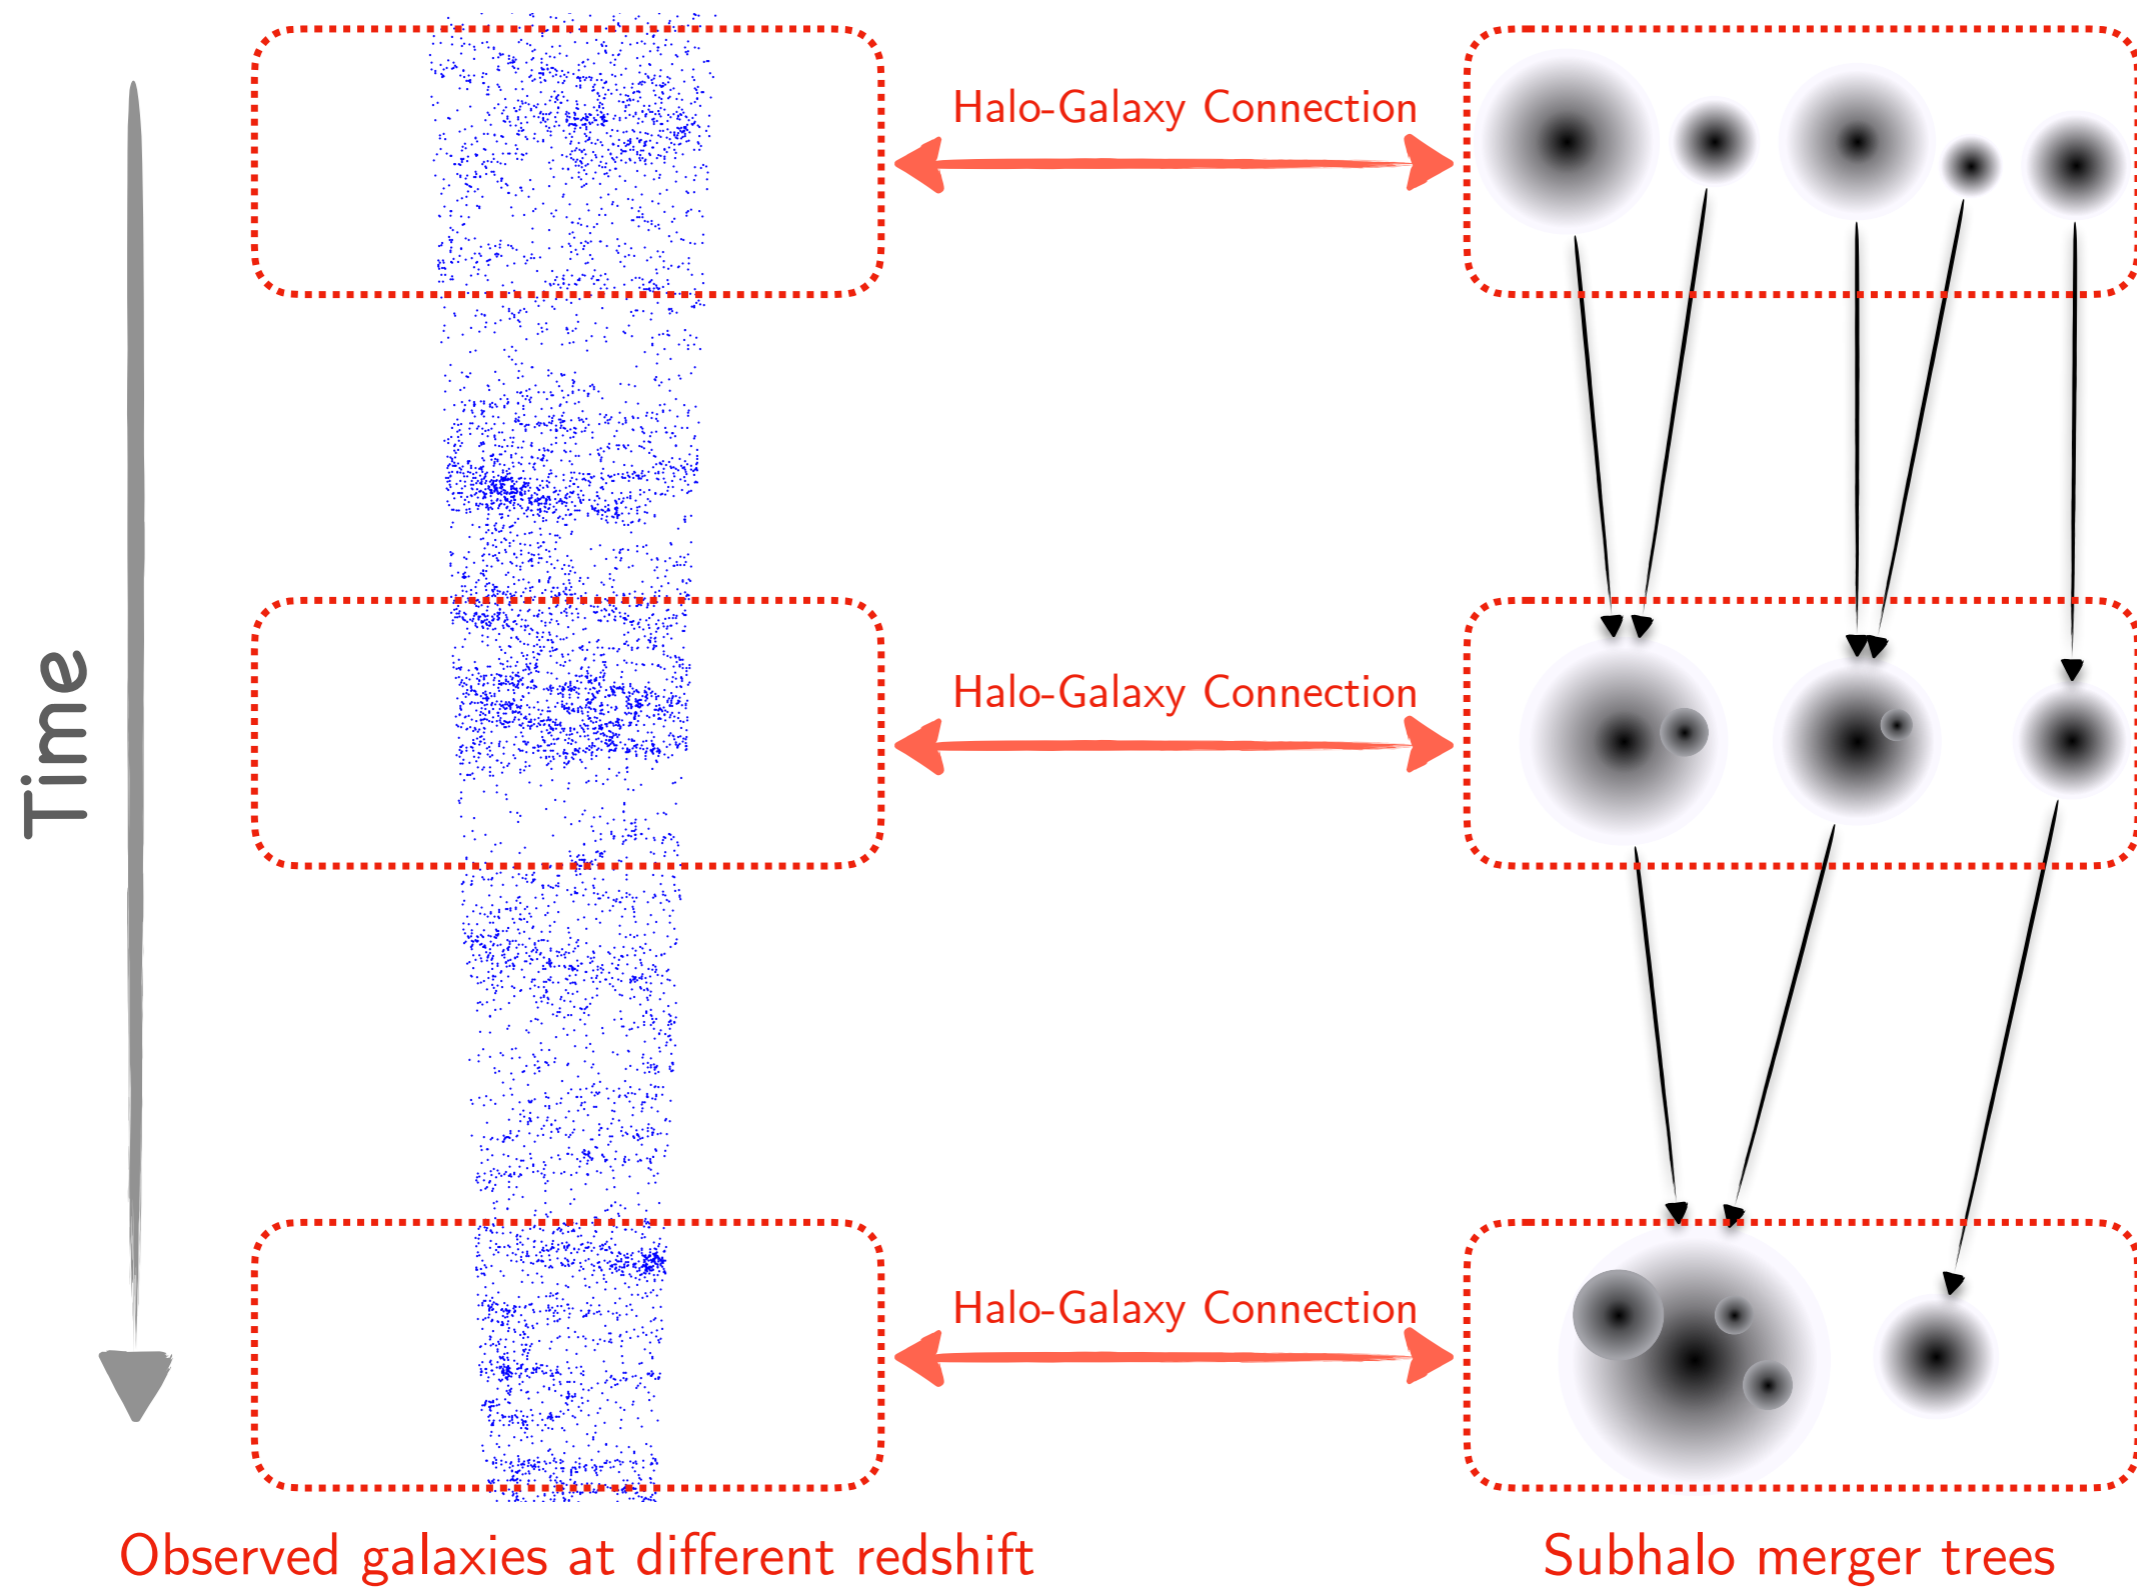 Halo-Galaxy Connection
Time
Halo-Galaxy Connection
Halo-Galaxy Connection
Observed galaxies at different redshift
Subhalo merger trees